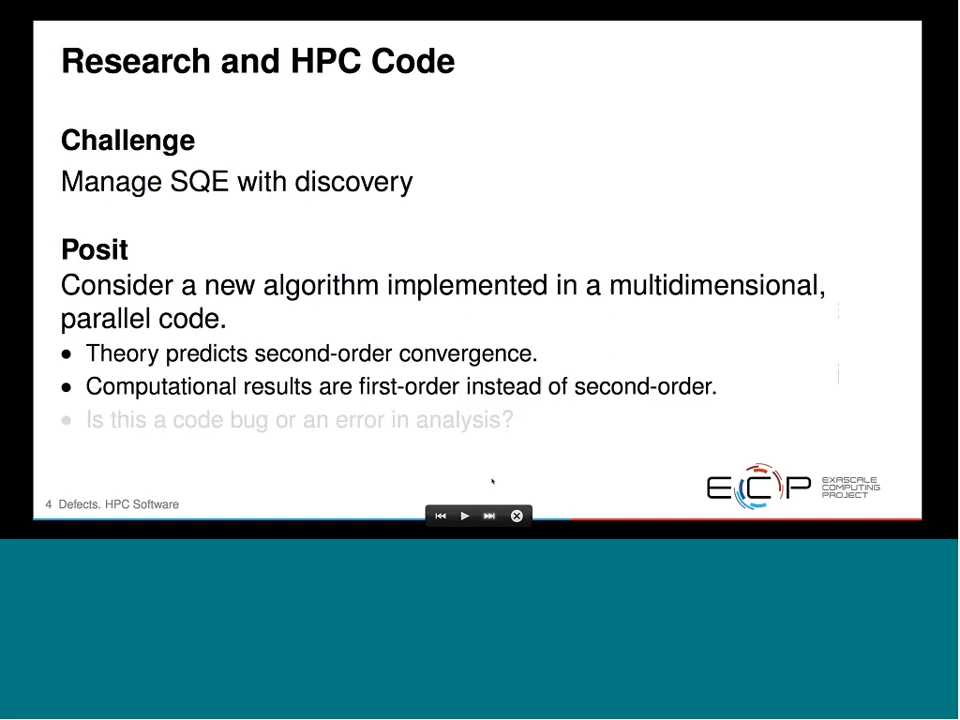 Research and HPC Code
Challenge
Manage SQE with discovery
Posit
Consider a new algorithm implemented in a multidimensional,
parallel code.
• Theory predicts second-order convergence.
• Computational results are first-order instead of second-order.
• Is this a code bug or an error in analysis?
ECP
EXASCALE
COMPUTING
PROJECT
4 Defects. HPC Software